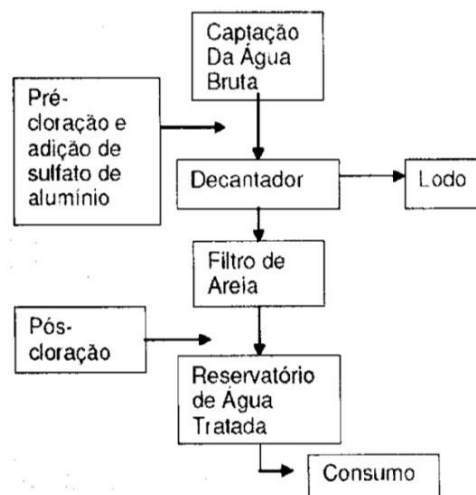 Captação
Da Água
Bruta
Pré-
cloração e
adição de
sulfato de
alumínio
Decantador
Lodo
Filtro de
Areia
Pós-
cloração
Reservatório
de Água
Tratada
Consumo